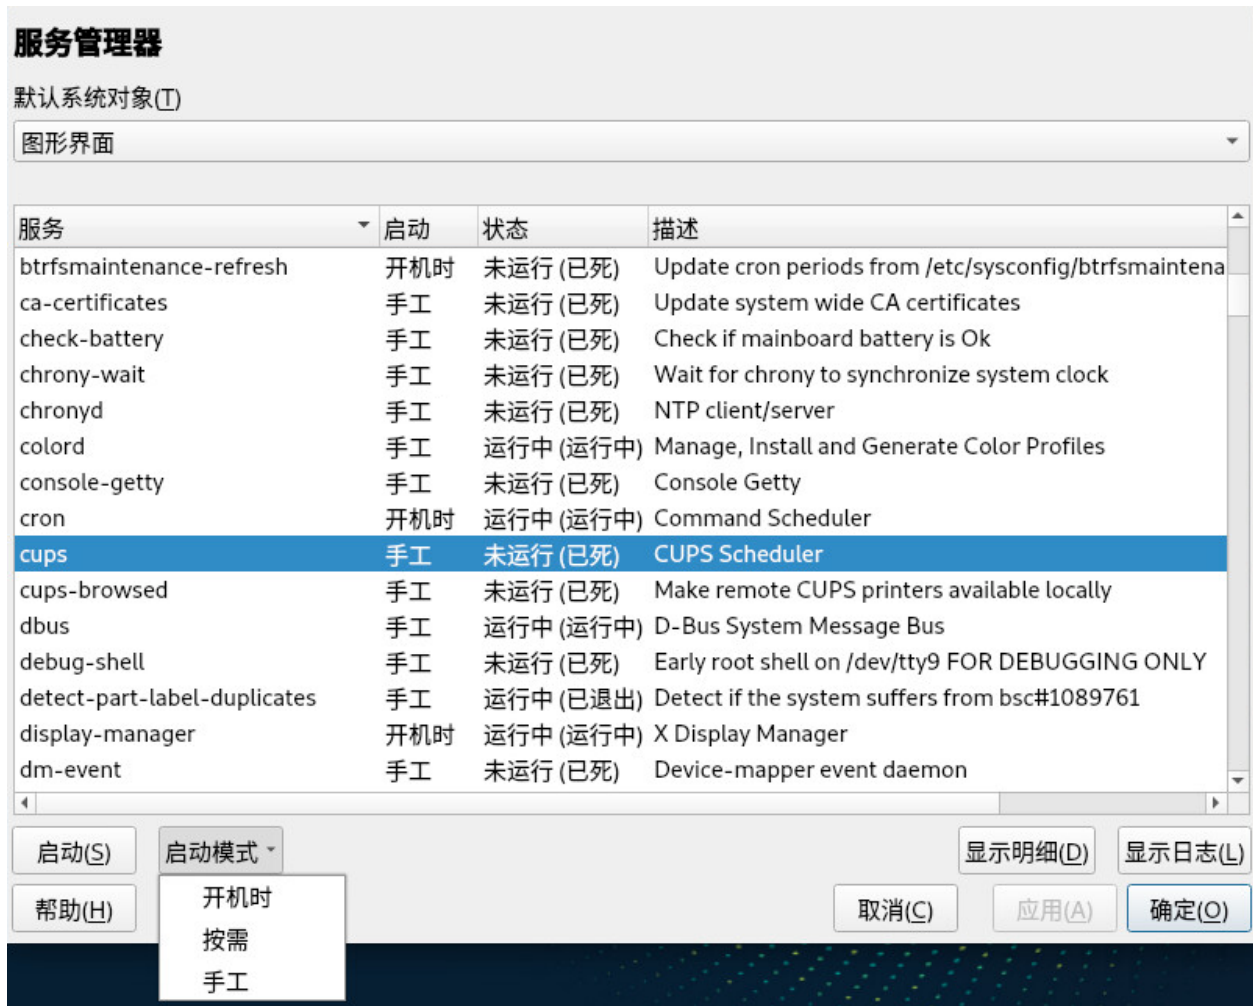 服务管理器
默认系统对象(T)
图形界面
服务 启动 状态 描述
btrfsmaintenance-refresh 开机时 未运行 (已死) Update cron periods from /etc/sysconfig/btrfsmaintena
ca-certificates 手工 未运行 (已死) Update system wide CA certificates
check-battery 手工 未运行 (已死) Check if mainboard battery is Ok
chrony-wait 手工 未运行 (已死) Wait for chrony to synchronize system clock
chronyd 手工 未运行 (已死) NTP client/server
colord 手工 运行中 (运行中) Manage, Install and Generate Color Profiles
console-getty 手工 未运行 (已死) Console Getty
cron 开机时 运行中 (运行中) Command Scheduler
cups 手工 未运行 (已死) CUPS Scheduler
cups-browsed 手工 未运行 (已死) Make remote CUPS printers available locally
dbus 手工 运行中 (运行中) D-Bus System Message Bus
debug-shell 手工 未运行 (已死) Early root shell on /dev/tty9 FOR DEBUGGING ONLY
detect-part-label-duplicates 手工 运行中 (已退出) Detect if the system suffers from bsc#1089761
display-manager 开机时 运行中 (运行中) X Display Manager
dm-event 手工 未运行 (已死) Device-mapper event daemon
启动(S) 启动模式 显示明细(D) 显示日志(L)
帮助(H) 开机时 取消(C) 应用(A) 确定(O)
按需
手工